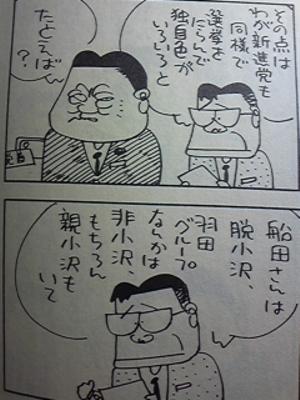 その点は
わが新進党も
同様で
選挙を
にらんで
独自色が
いろいろと
たとえば
?
船田さんは
脱小沢、
羽田
グループ
なんかは
非小沢、
もちろん
親小沢も
いて